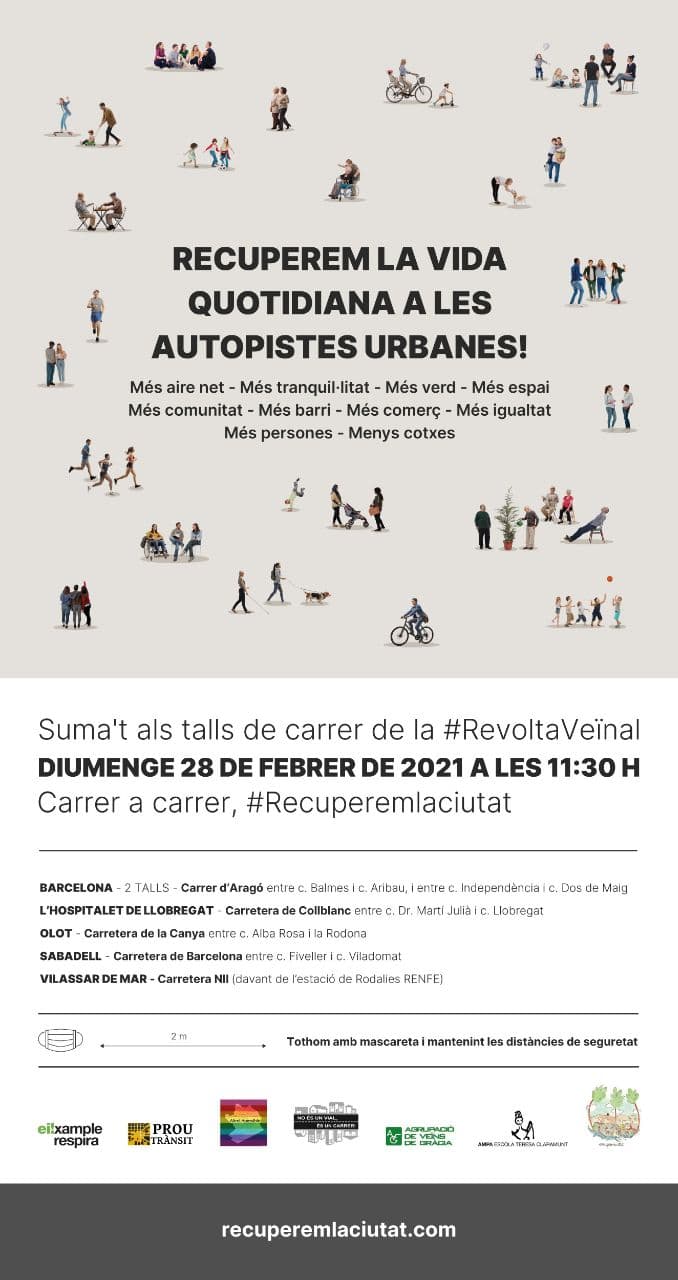 RECUPEREM LA VIDA
QUOTIDIANA A LES
AUTOPISTES URBANES!
Més aire net - Més tranquil·litat - Més verd - Més espai
Més comunitat - Més barri - Més comerç - Més igualtat
Més persones - Menys cotxes
Suma't als talls de carrer de la #RevoltaVeïnal
DIUMENGE 28 DE FEBRER DE 2021 A LES 11:30 H
Carrer a carrer, #Recuperemlaciutat
BARCELONA - 2 TALLS - Carrer d'Aragó entre c. Balmes i c. Aribau, i entre c. Independència i c. Dos de Maig
L'HOSPITALET DE LLOBREGAT - Carretera de Collblanc entre c. Dr. Martí Julià i c. Llobregat
OLOT - Carretera de la Canya entre c. Alba Rosa i la Rodona
SABADELL - Carretera de Barcelona entre c. Fiveller i c. Viladomat
VILASSAR DE MAR - Carretera NII (davant de l'estació de Rodalies RENFE)
2 m
Tothom amb mascareta i mantenint les distàncies de seguretat
ei!xample
respira
PROU
TRÀNSIT
NO ÉS UN VIAL,
ÉS UN CARRER!
AGRUPACIÓ
DE VEÏNS
DE GRÀCIA
AMPA ESCOLA TERESA CLARAMUNT
recuperemlaciutat.com